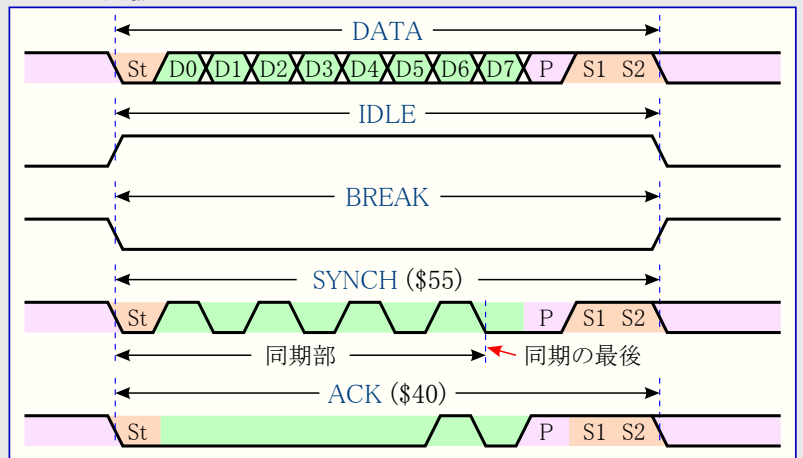 DATA
St D0 D1 D2 D3 D4 D5 D6 D7 P S1 S2
IDLE
BREAK
SYNCH ($55)
St P S1 S2
同期部 同期の最後
ACK ($40)
St P S1 S2